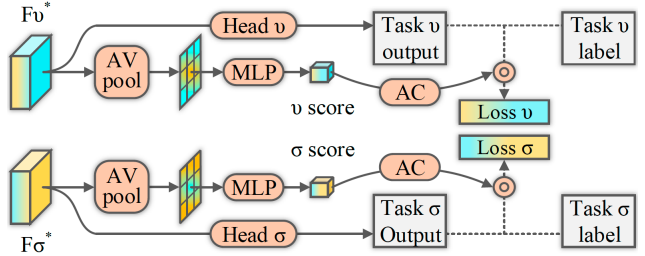 Fυ*
Head υ
Task υ
output
Task υ
label
AV
pool
MLP
υ score
AC
Loss υ
Loss σ
σ score
AC
AV
pool
MLP
Fσ*
Head σ
Task σ
Output
Task σ
label